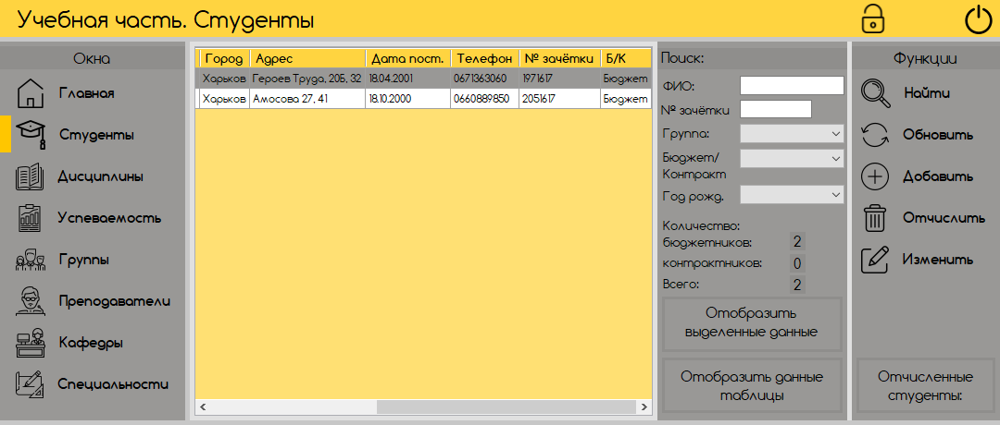 Учебная часть. Студенты
Окна
Главная
Студенты
Дисциплины
Успеваемость
Группы
Преподаватели
Кафедры
Специальности
Город Адрес Дата пост. Телефон № зачётки Б/К
Харьков Героев Труда, 20Б, 32 18.04.2001 0671363060 1971617 Бюджет
Харьков Амосова 27, 41 18.10.2000 0660889850 2051617 Бюджет
Поиск:
ФИО:
№ зачётки
Группа:
Бюджет/
Контракт
Год рожд.
Количество:
бюджетников: 2
контрактников: 0
Всего: 2
Отобразить
выделенные данные
Отобразить данные
таблицы
Функции
Найти
Обновить
Добавить
Отчислить
Изменить
Отчисленные
студенты: